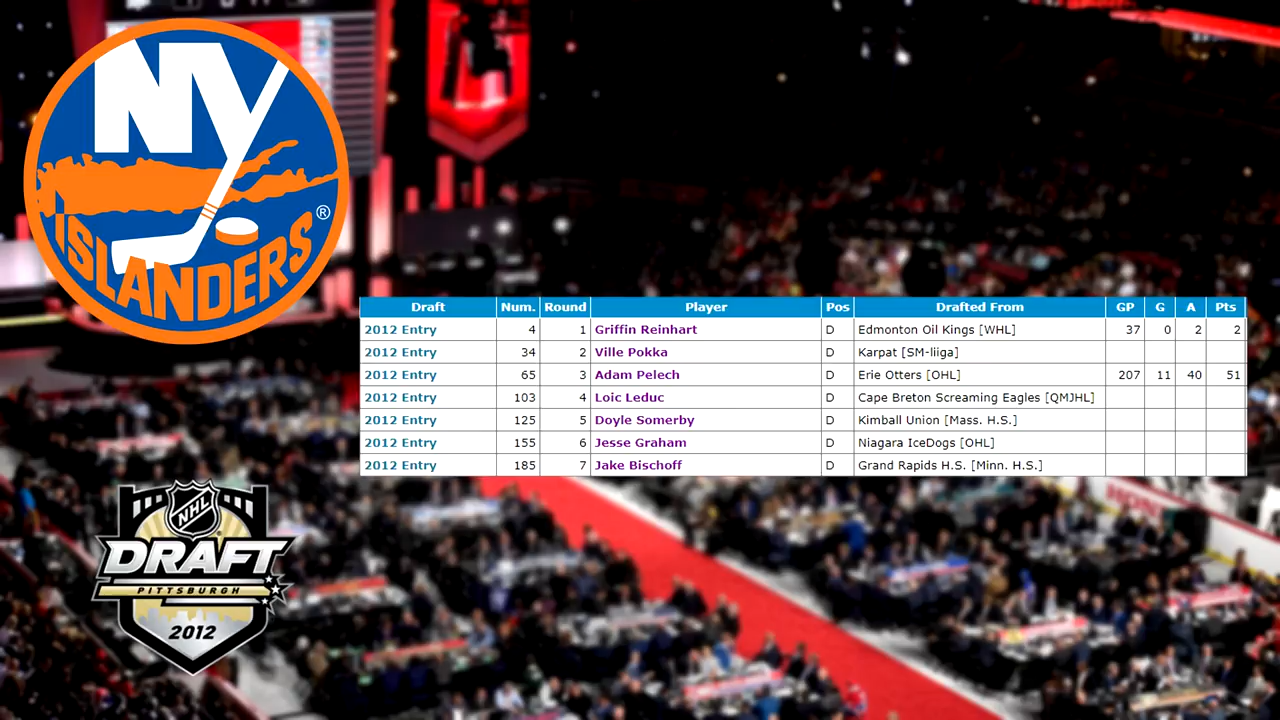 NY
ISLANDERS®
Draft Num. Round Player Pos Drafted From GP G A Pts
2012 Entry 4 1 Griffin Reinhart D Edmonton Oil Kings [WHL] 37 0 2 2
2012 Entry 34 2 Ville Pokka D Karpat [SM-liiga]
2012 Entry 65 3 Adam Pelech D Erie Otters [OHL] 207 11 40 51
2012 Entry 103 4 Loic Leduc D Cape Breton Screaming Eagles [QMJHL]
2012 Entry 125 5 Doyle Somerby D Kimball Union [Mass. H.S.]
2012 Entry 155 6 Jesse Graham D Niagara IceDogs [OHL]
2012 Entry 185 7 Jake Bischoff D Grand Rapids H.S. [Minn. H.S.]
NHL
DRAFT
PITTSBURGH
2012